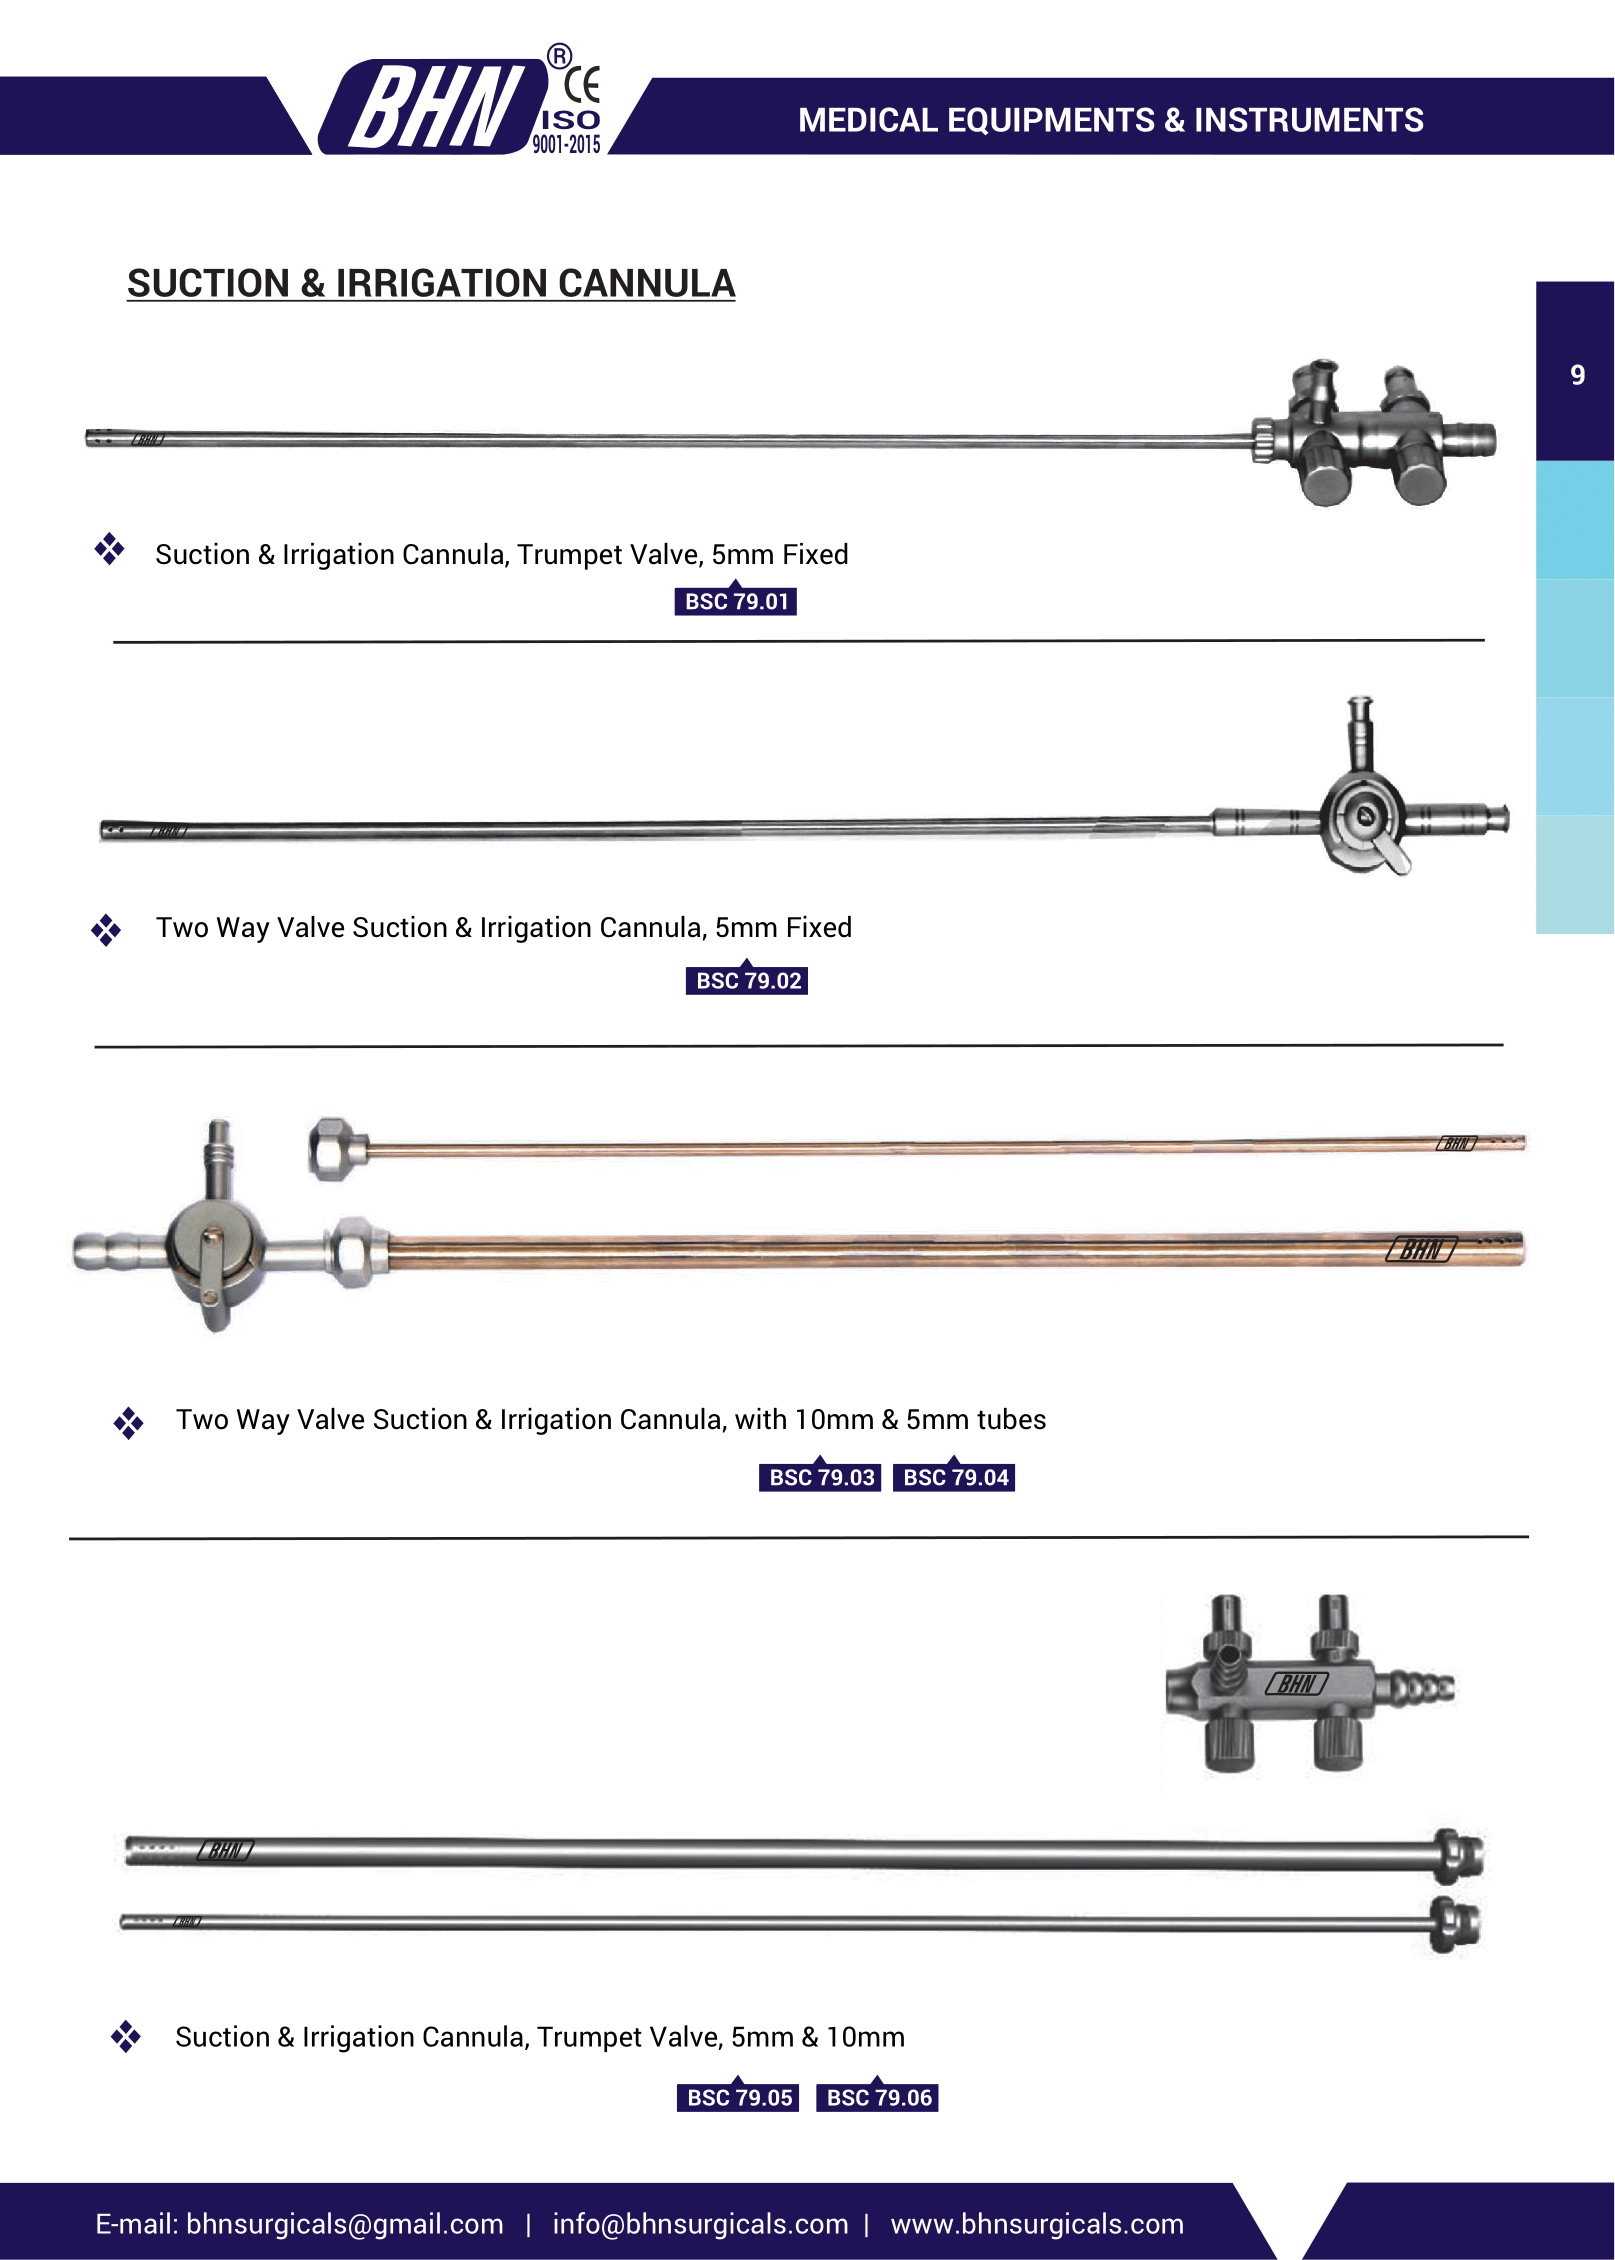 BHN
®
CE
ISO
9001-2015
MEDICAL EQUIPMENTS & INSTRUMENTS
SUCTION & IRRIGATION CANNULA
9
BHN
Suction & Irrigation Cannula, Trumpet Valve, 5mm Fixed
BSC 79.01
BHN
Two Way Valve Suction & Irrigation Cannula, 5mm Fixed
BSC 79.02
BHN
BHN
Two Way Valve Suction & Irrigation Cannula, with 10mm & 5mm tubes
BSC 79.03 BSC 79.04
BHN
BHN
BHN
Suction & Irrigation Cannula, Trumpet Valve, 5mm & 10mm
BSC 79.05 BSC 79.06
E-mail: bhnsurgicals@gmail.com | info@bhnsurgicals.com | www.bhnsurgicals.com